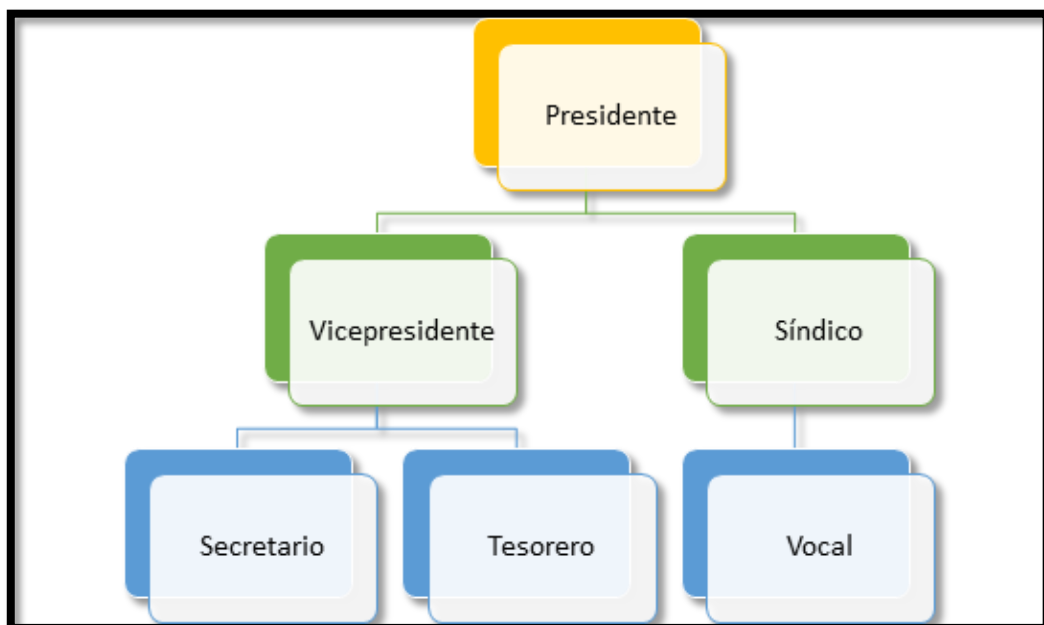 Presidente
Vicepresidente
Síndico
Secretario
Tesorero
Vocal